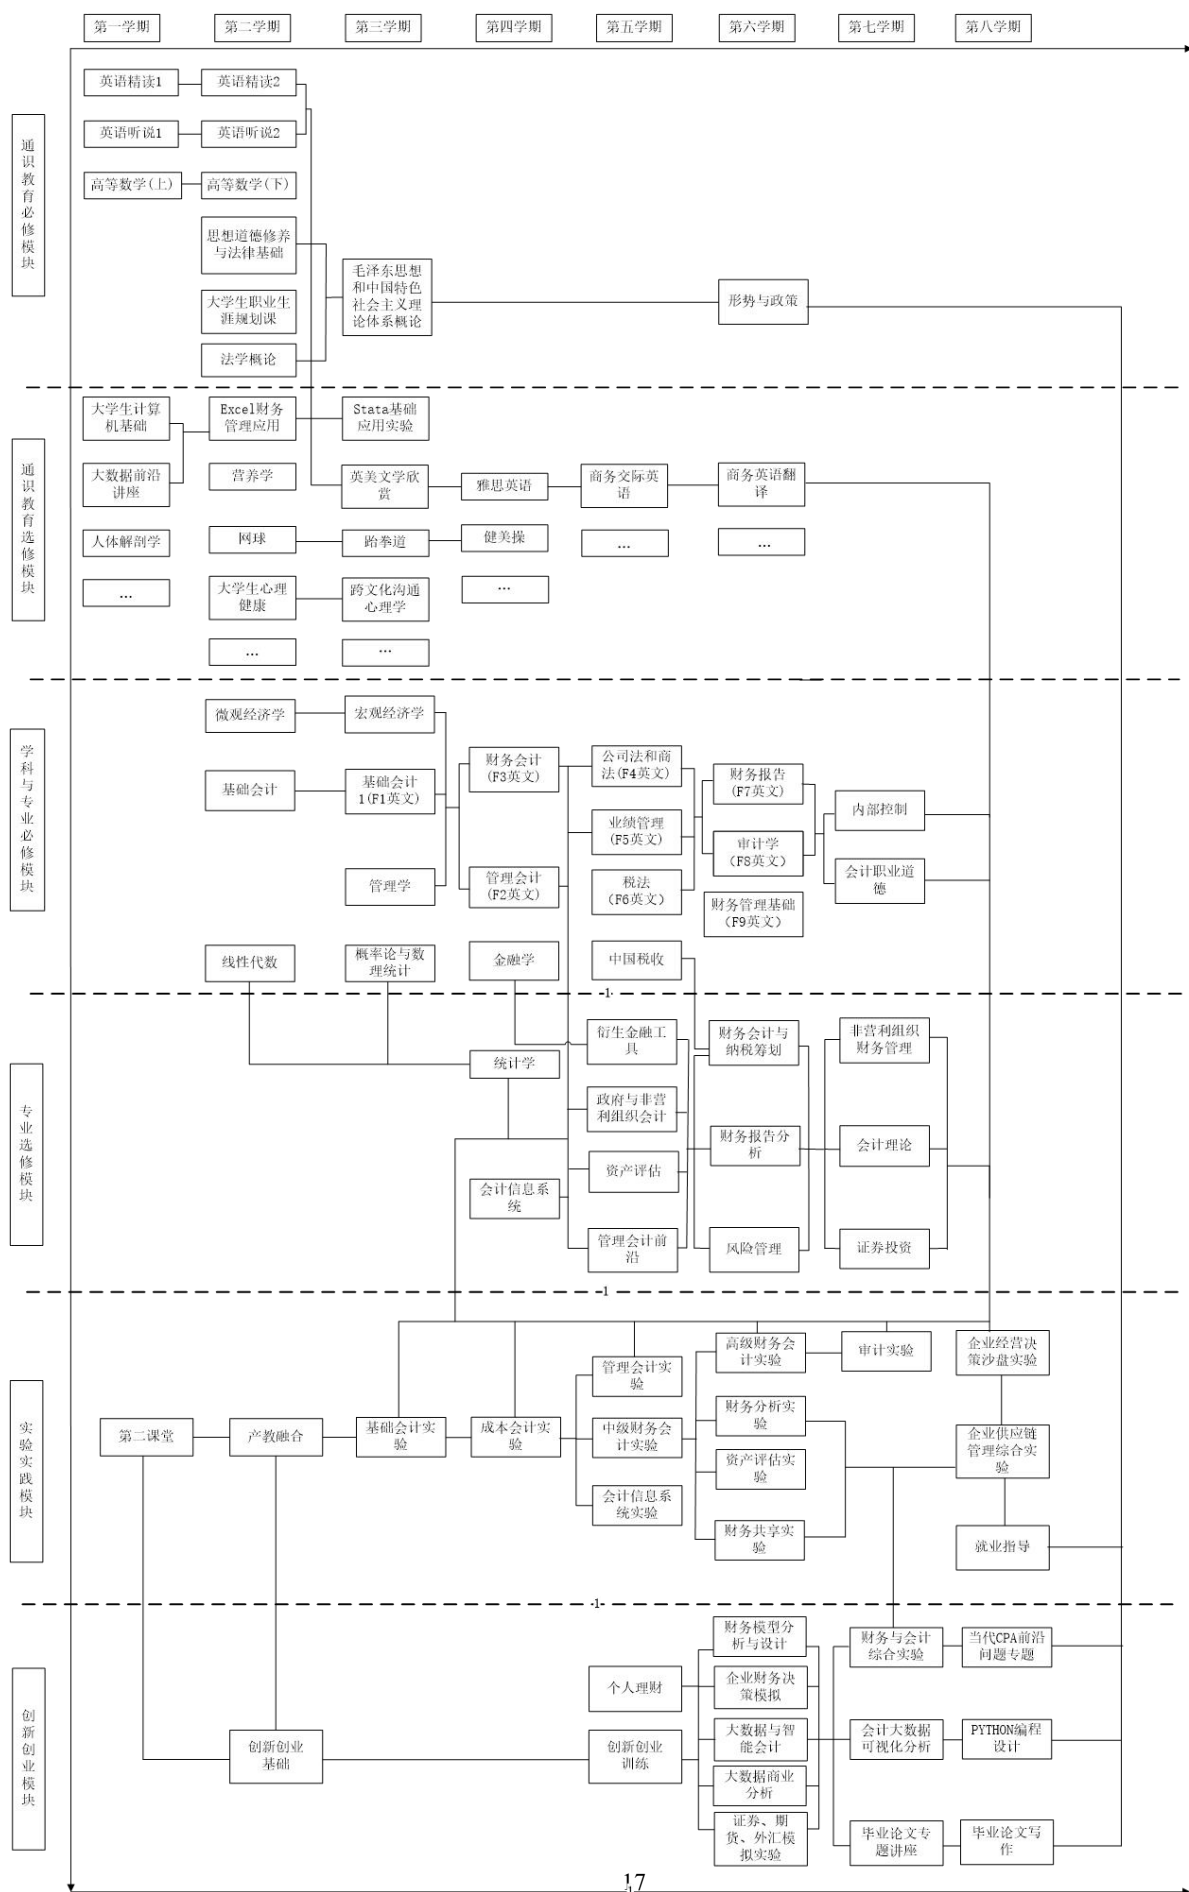 第一学期
第二学期
第三学期
第四学期
第五学期
第六学期
第七学期
第八学期
通识教育必修模块
英语精读1
英语精读2
英语听说1
英语听说2
高等数学(上)
高等数学(下)
思想道德修养
与法律基础
大学生职业生
涯规划课
法学概论
毛泽东思想
和中国特色
社会主义理
论体系概论
形势与政策
通识教育选修模块
大学生计算
机基础
Excel财务
管理应用
Stata基础
应用实验
大数据前沿
讲座
营养学
英美文学欣
赏
雅思英语
商务交际英
语
商务英语翻
译
人体解剖学
网球
跆拳道
健美操
...
...
...
大学生心理
健康
跨文化沟通
心理学
...
...
...
学科与专业必修模块
微观经济学
宏观经济学
基础会计
基础会计
1(F1英文)
管理学
财务会计
(F3英文)
管理会计
(F2英文)
公司法和商
法(F4英文)
业绩管理
(F5英文)
税法
(F6英文)
财务报告
(F7英文)
审计学
(F8英文)
财务管理基础
(F9英文)
内部控制
会计职业道
德
线性代数
概率论与数
理统计
金融学
中国税收
1
专业选修模块
统计学
会计信息系
统
衍生金融工
具
政府与非营
利组织会计
资产评估
管理会计前
沿
财务会计与
纳税筹划
财务报告分
析
风险管理
非营利组织
财务管理
会计理论
证券投资
1
实验实践模块
第二课堂
产教融合
基础会计实
验
成本会计实
验
管理会计实
验
中级财务会
计实验
会计信息系
统实验
高级财务会
计实验
财务分析实
验
资产评估实
验
财务共享实
验
审计实验
企业经营决
策沙盘实验
企业供应链
管理综合实
验
就业指导
1
创新创业模块
创新创业
基础
个人理财
创新创业
训练
财务模型分
析与设计
企业财务决
策模拟
大数据与智
能会计
大数据商业
分析
证券、期
货、外汇模
拟实验
财务与会计
综合实验
会计大数据
可视化分析
毕业论文专
题讲座
当代CPA前沿
问题专题
PYTHON编程
设计
毕业论文写
作
17
1